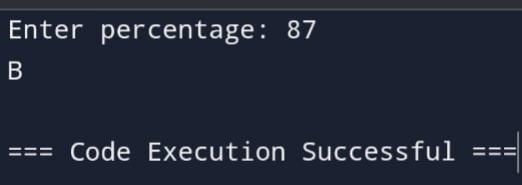 Enter percentage: 87
B
=== Code Execution Successful ===